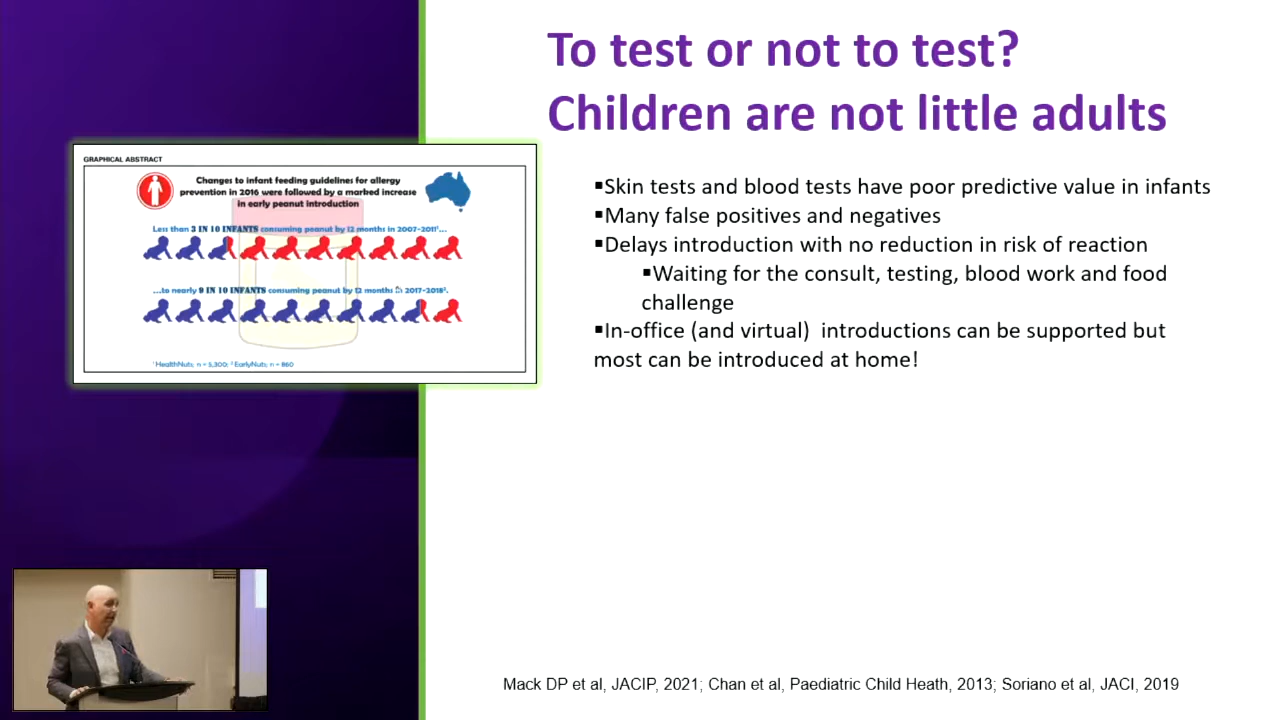 To test or not to test?
Children are not little adults
GRAPHICAL ABSTRACT
Changes to infant feeding guidelines for allergy
prevention in 2016 were followed by a marked increase
in early peanut introduction
Less than 3 IN 10 INFANTS consuming peanut by 12 months in 2007-2011¹...
...to nearly 9 IN 10 INFANTS consuming peanut by 12 months in 2017-2018².
¹HealthNuts; n = 5,300; ²EarlyNuts; n = 860
▪Skin tests and blood tests have poor predictive value in infants
▪Many false positives and negatives
▪Delays introduction with no reduction in risk of reaction
▪Waiting for the consult, testing, blood work and food
challenge
▪In-office (and virtual) introductions can be supported but
most can be introduced at home!
Mack DP et al, JACIP, 2021; Chan et al, Paediatric Child Heath, 2013; Soriano et al, JACI, 2019